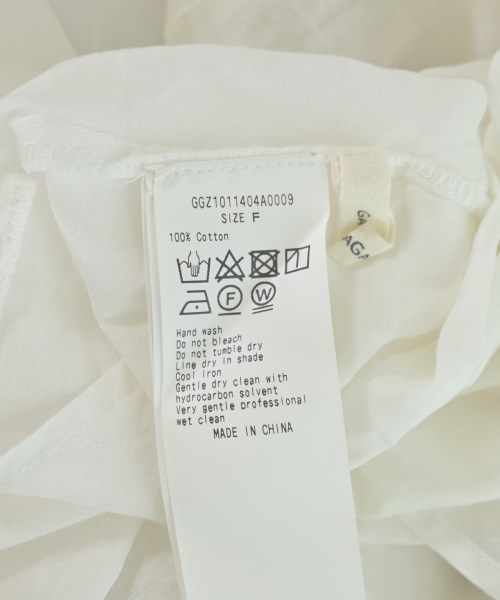 GGZ1011404A0009
SIZE F
100% Cotton
F W
Hand wash
Do not bleach
Do not tumble dry
Line dry in shade
Cool iron
Gentle dry clean with
hydrocarbon solvent
Very gentle professional
wet clean
MADE IN CHINA